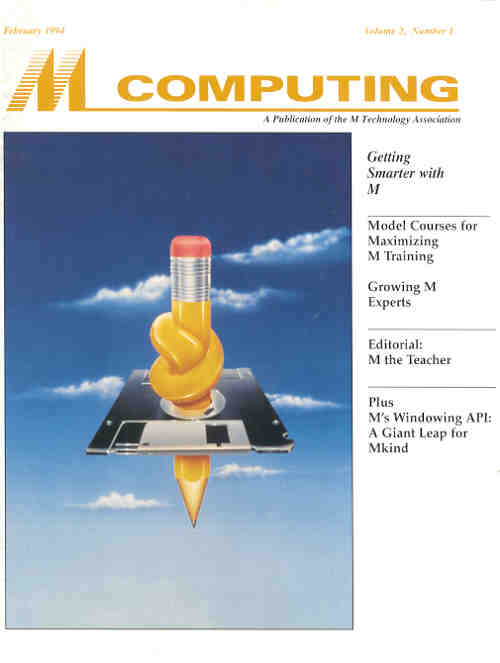 February 1994
Volume 2, Number 1
M COMPUTING
A Publication of the M Technology Association
Getting
Smarter with
M
Model Courses for
Maximizing
M Training
Growing M
Experts
Editorial:
M the Teacher
Plus
M's Windowing API:
A Giant Leap for
Mkind